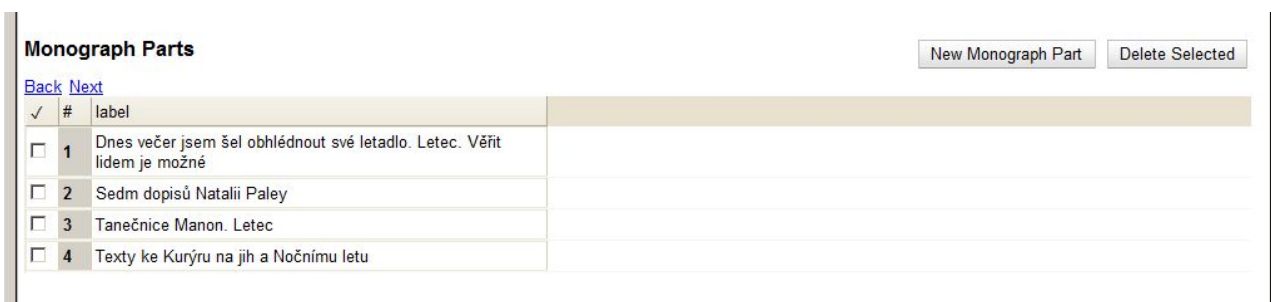 Monograph Parts
New Monograph Part Delete Selected
Back Next
✓ # label
1 Dnes večer jsem šel obhlédnout své letadlo. Letec. Věřit
lidem je možné
2 Sedm dopisů Natalii Paley
3 Tanečnice Manon. Letec
4 Texty ke Kurýru na jih a Nočnímu letu